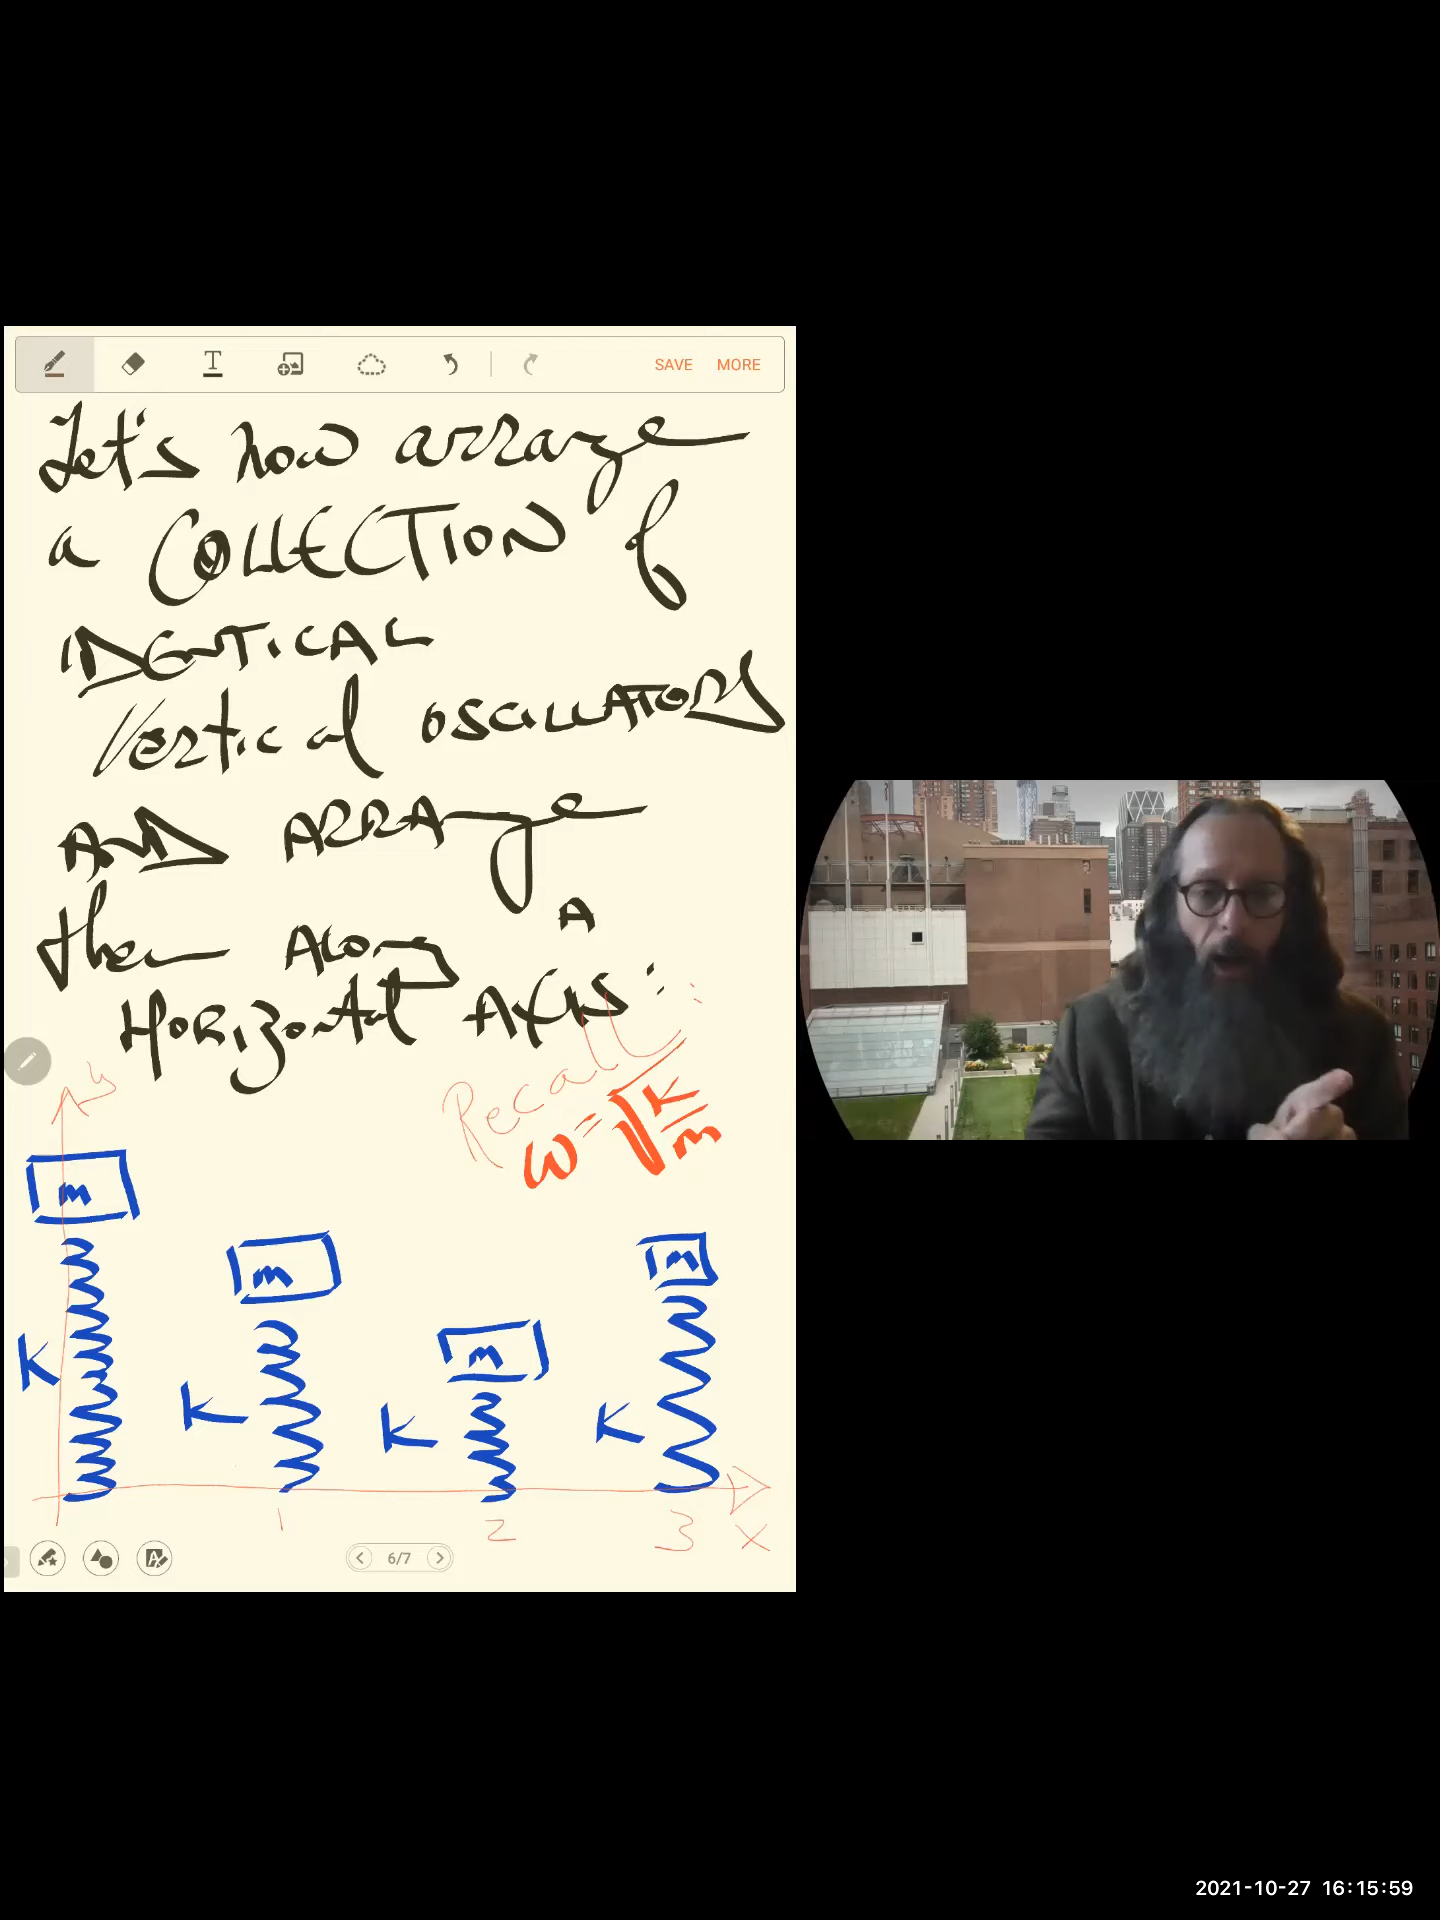 SAVE MORE
Let's now arrange
a COLLECTION of
IDENTICAL
Vertical OSCILLATORY
AND ARRAnge
them Along A
HORIZontal AXIS:
Recall:
ω = √K/m
y
m
m
m
m
K
K
K
K
1 2 3 X
6/7
2021-10-27 16:15:59